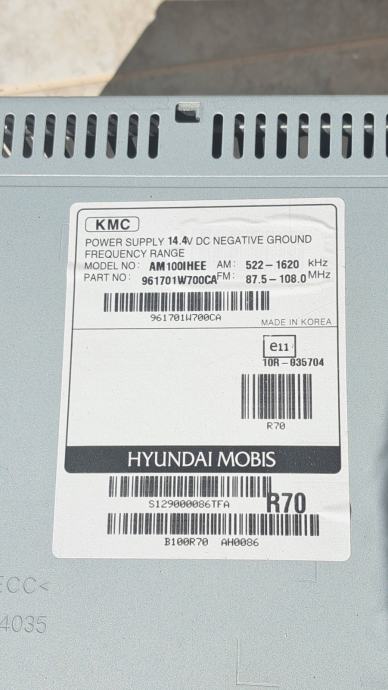 KMC
POWER SUPPLY 14.4V DC NEGATIVE GROUND
FREQUENCY RANGE
MODEL NO: AM100IHEE AM: 522-1620 kHz
PART NO: 961701W700CA FM: 87.5-108.0 MHz
961701W700CA
MADE IN KOREA
e11
10R-035704
R70
HYUNDAI MOBIS
S129000086TFA
R70
B100R70 AH0086
ECC<
4035